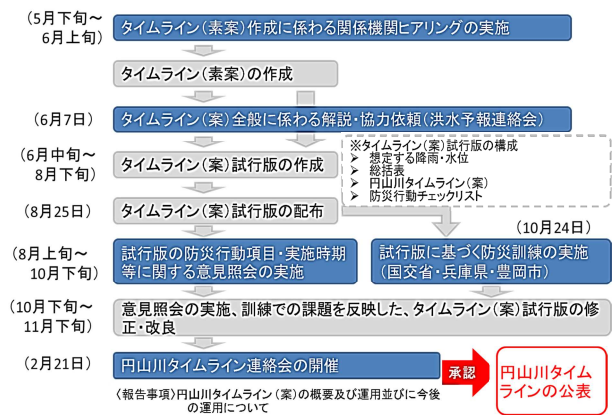 (5月下旬～
6月上旬)
タイムライン(素案)作成に係わる関係機関ヒアリングの実施
タイムライン(素案)の作成
(6月7日)
タイムライン(案)全般に係わる解説・協力依頼(洪水予報連絡会)
(6月中旬～
8月下旬)
タイムライン(案)試行版の作成
※タイムライン(案)試行版の構成
➢ 想定する降雨・水位
➢ 総括表
➢ 円山川タイムライン(案)
➢ 防災行動チェックリスト
(8月25日)
タイムライン(案)試行版の配布
(10月24日)
(8月上旬～
10月下旬)
試行版の防災行動項目・実施時期
等に関する意見照会の実施
試行版に基づく防災訓練の実施
(国交省・兵庫県・豊岡市)
(10月下旬～
11月下旬)
意見照会の実施、訓練での課題を反映した、タイムライン(案)試行版の修
正・改良
(2月21日)
円山川タイムライン連絡会の開催
承認
円山川タイム
ラインの公表
〈報告事項〉円山川タイムライン(案)の概要及び運用並びに今後
の運用について